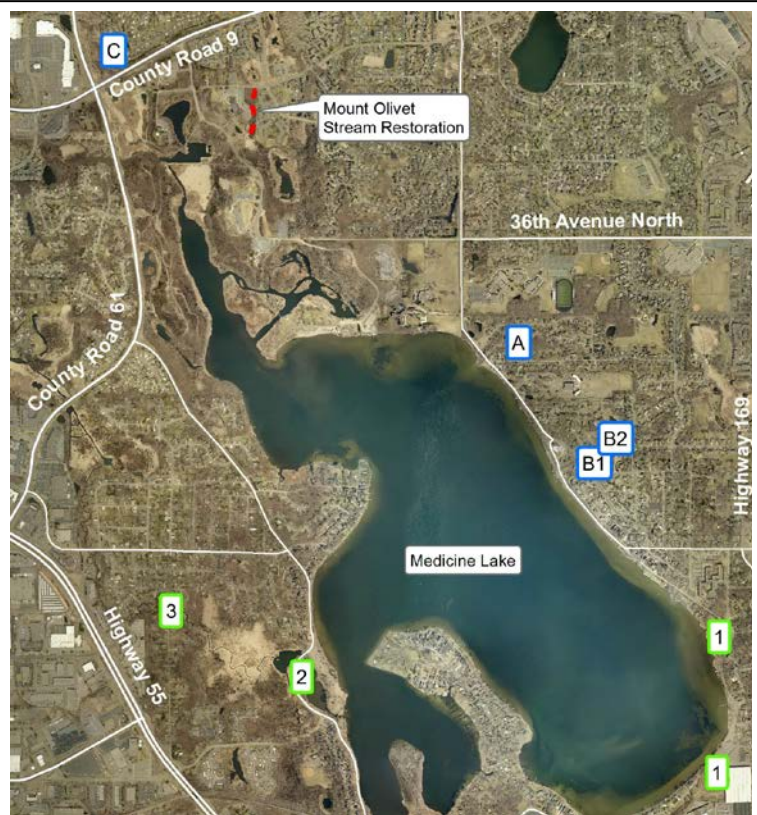 C
County Road 9
Mount Olivet
Stream Restoration
36th Avenue North
County Road 61
A
B2
B1
Highway 169
Medicine Lake
3
Highway 55
2
1
1